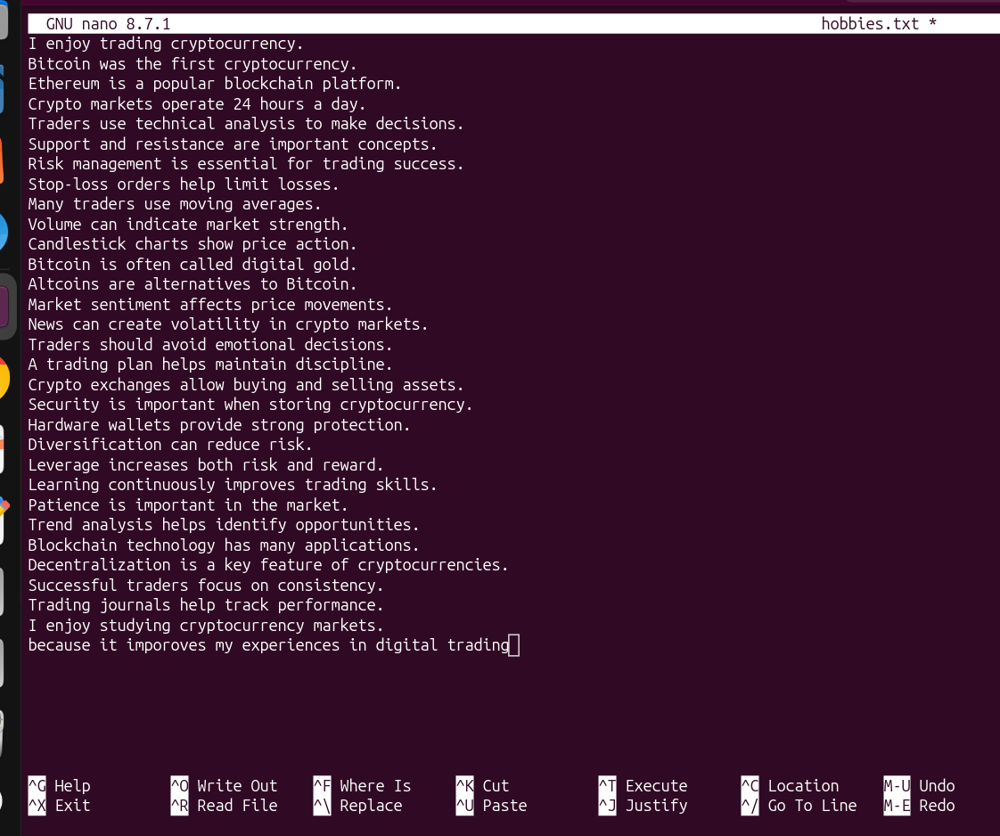 GNU nano 8.7.1 hobbies.txt *
I enjoy trading cryptocurrency.
Bitcoin was the first cryptocurrency.
Ethereum is a popular blockchain platform.
Crypto markets operate 24 hours a day.
Traders use technical analysis to make decisions.
Support and resistance are important concepts.
Risk management is essential for trading success.
Stop-loss orders help limit losses.
Many traders use moving averages.
Volume can indicate market strength.
Candlestick charts show price action.
Bitcoin is often called digital gold.
Altcoins are alternatives to Bitcoin.
Market sentiment affects price movements.
News can create volatility in crypto markets.
Traders should avoid emotional decisions.
A trading plan helps maintain discipline.
Crypto exchanges allow buying and selling assets.
Security is important when storing cryptocurrency.
Hardware wallets provide strong protection.
Diversification can reduce risk.
Leverage increases both risk and reward.
Learning continuously improves trading skills.
Patience is important in the market.
Trend analysis helps identify opportunities.
Blockchain technology has many applications.
Decentralization is a key feature of cryptocurrencies.
Successful traders focus on consistency.
Trading journals help track performance.
I enjoy studying cryptocurrency markets.
because it imporoves my experiences in digital trading
^G Help ^O Write Out ^F Where Is ^K Cut ^T Execute ^C Location M-U Undo
^X Exit ^R Read File ^\ Replace ^U Paste ^J Justify ^/ Go To Line M-E Redo